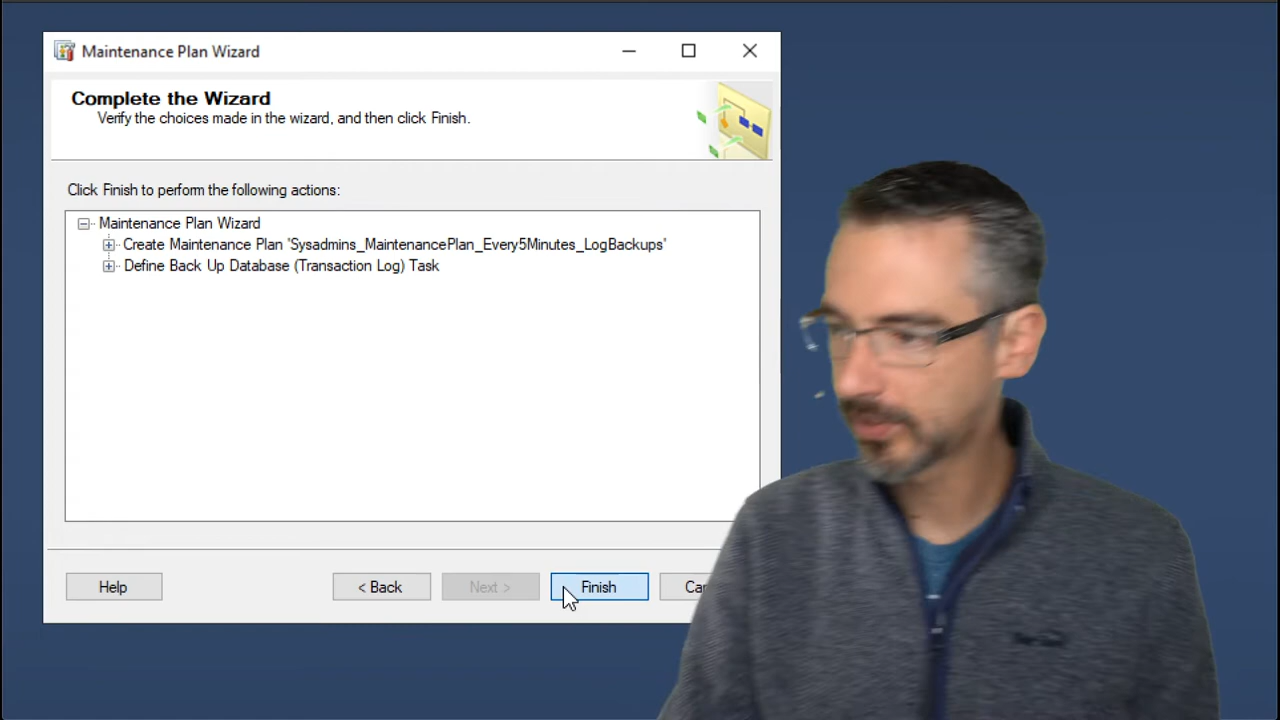 Maintenance Plan Wizard
Complete the Wizard
Verify the choices made in the wizard, and then click Finish.
Click Finish to perform the following actions:
Maintenance Plan Wizard
Create Maintenance Plan 'Sysadmins_MaintenancePlan_Every5Minutes_LogBackups'
Define Back Up Database (Transaction Log) Task
Help
< Back
Next >
Finish